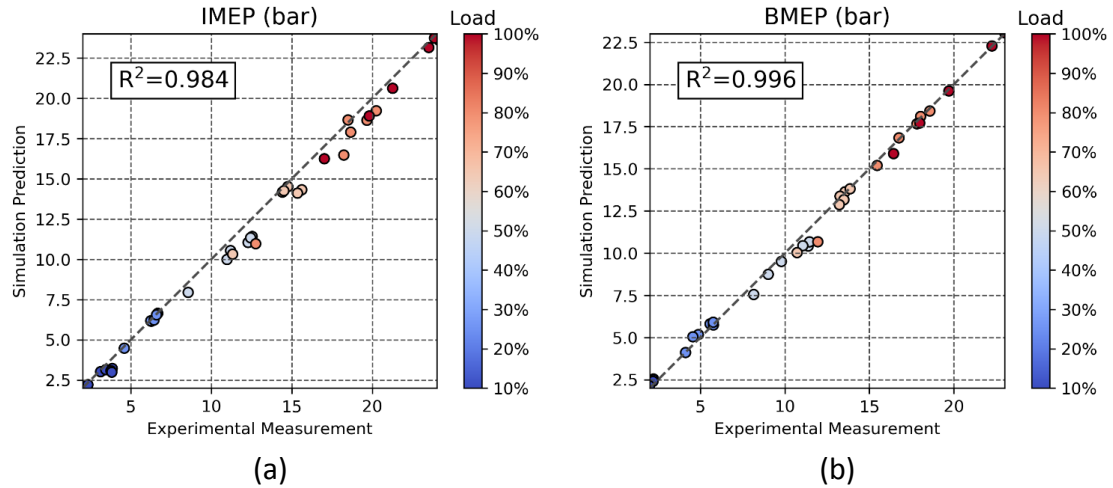 IMEP (bar)
Load
R²=0.984
Simulation Prediction
22.5
20.0
17.5
15.0
12.5
10.0
7.5
5.0
2.5
5 10 15 20
Experimental Measurement
100%
90%
80%
70%
60%
50%
40%
30%
20%
10%
(a)
BMEP (bar)
Load
R²=0.996
Simulation Prediction
22.5
20.0
17.5
15.0
12.5
10.0
7.5
5.0
2.5
5 10 15 20
Experimental Measurement
100%
90%
80%
70%
60%
50%
40%
30%
20%
10%
(b)